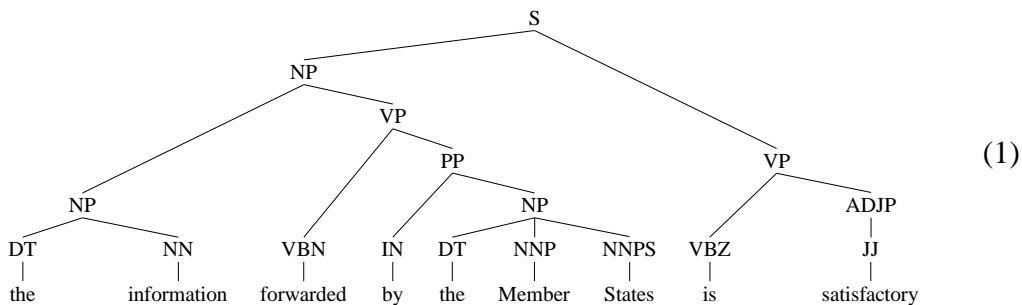 S
NP
VP
PP VP (1)
NP NP ADJP
DT NN VBN IN DT NNP NNPS VBZ JJ
the information forwarded by the Member States is satisfactory